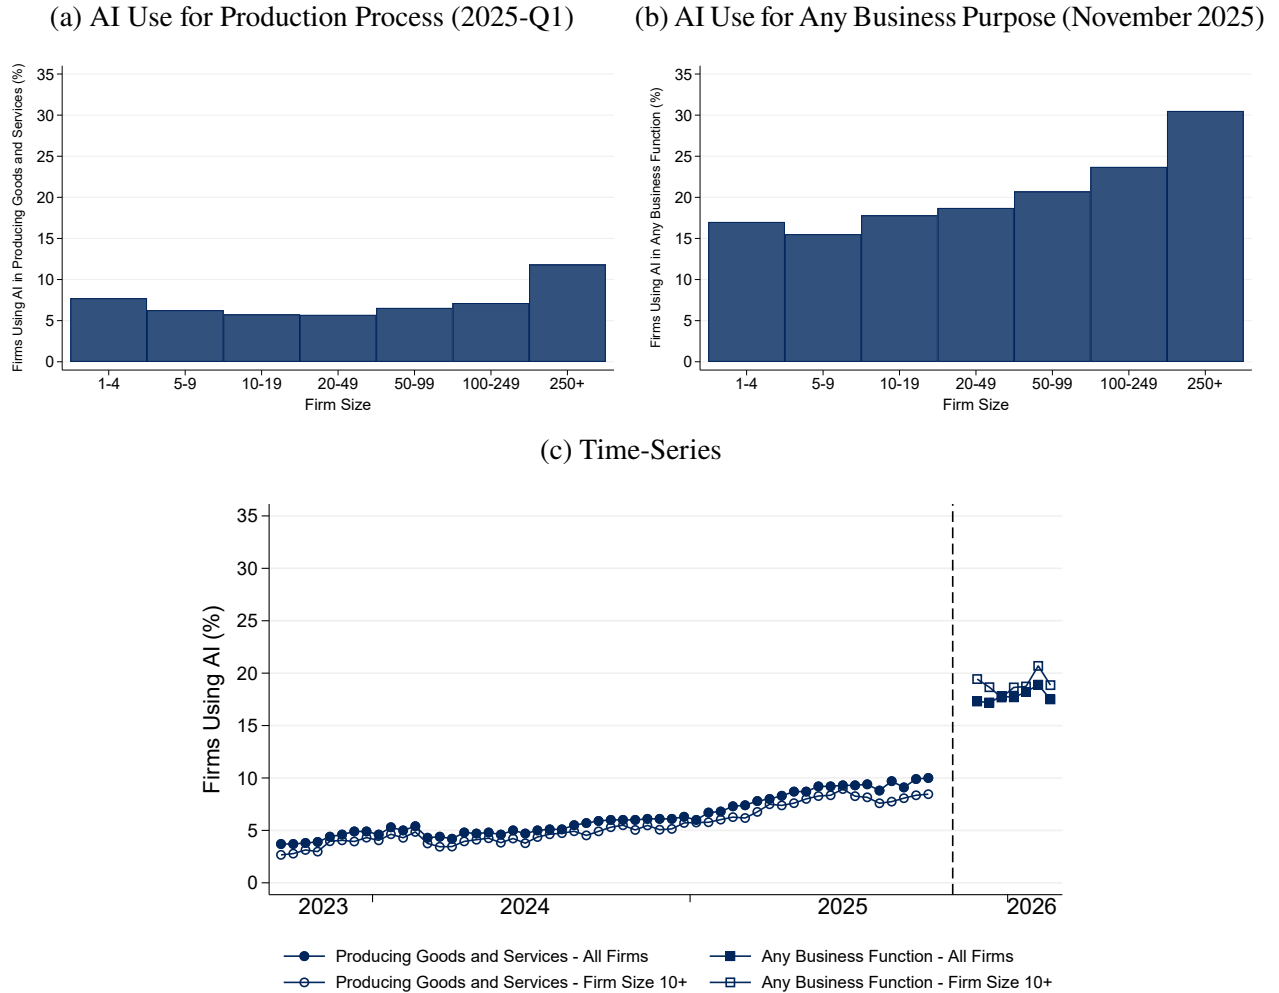 (a) AI Use for Production Process (2025-Q1)
Firms Using AI in Producing Goods and Services (%)
35
30
25
20
15
10
5
0
1-4 5-9 10-19 20-49 50-99 100-249 250+
Firm Size
(b) AI Use for Any Business Purpose (November 2025)
Firms Using AI in Any Business Function (%)
35
30
25
20
15
10
5
0
1-4 5-9 10-19 20-49 50-99 100-249 250+
Firm Size
(c) Time-Series
Firms Using AI (%)
35
30
25
20
15
10
5
0
2023 2024 2025 2026
Producing Goods and Services - All Firms
Any Business Function - All Firms
Producing Goods and Services - Firm Size 10+
Any Business Function - Firm Size 10+